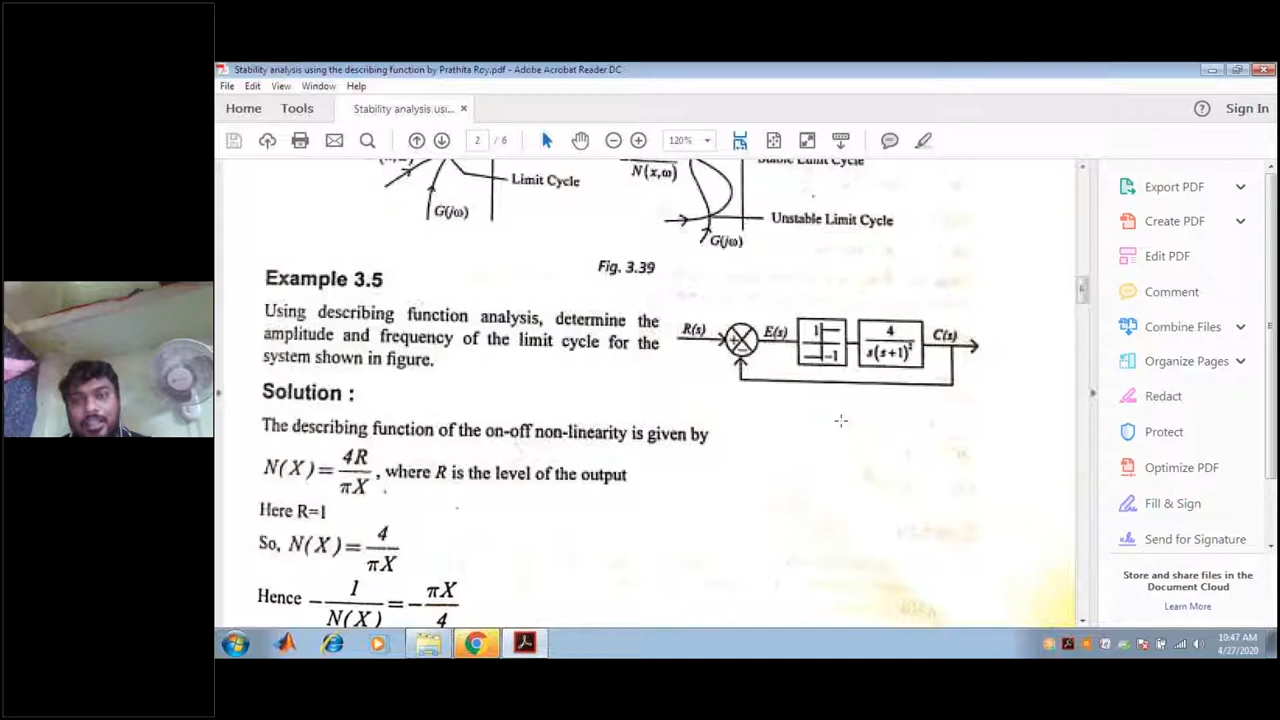 Stability analysis using the describing function by Prathita Roy.pdf - Adobe Acrobat Reader DC
File Edit View Window Help
Home Tools Stability analysis usi... × Sign In
2 / 6 120%
Limit Cycle
N(x,ω)
Stable Limit Cycle
G(jω)
Unstable Limit Cycle
G(jω)
Fig. 3.39
Example 3.5
Using describing function analysis, determine the
amplitude and frequency of the limit cycle for the
system shown in figure.
R(s) + − E(s) 1 -1 4 / s(s+1)² C(s)
Solution :
The describing function of the on-off non-linearity is given by
N(X) = 4R / πX , where R is the level of the output
Here R=1
So, N(X) = 4 / πX
Hence - 1 / N(X) = - πX / 4
Export PDF
Create PDF
Edit PDF
Comment
Combine Files
Organize Pages
Redact
Protect
Optimize PDF
Fill & Sign
Send for Signature
Store and share files in the
Document Cloud
Learn More
10:47 AM
4/27/2020